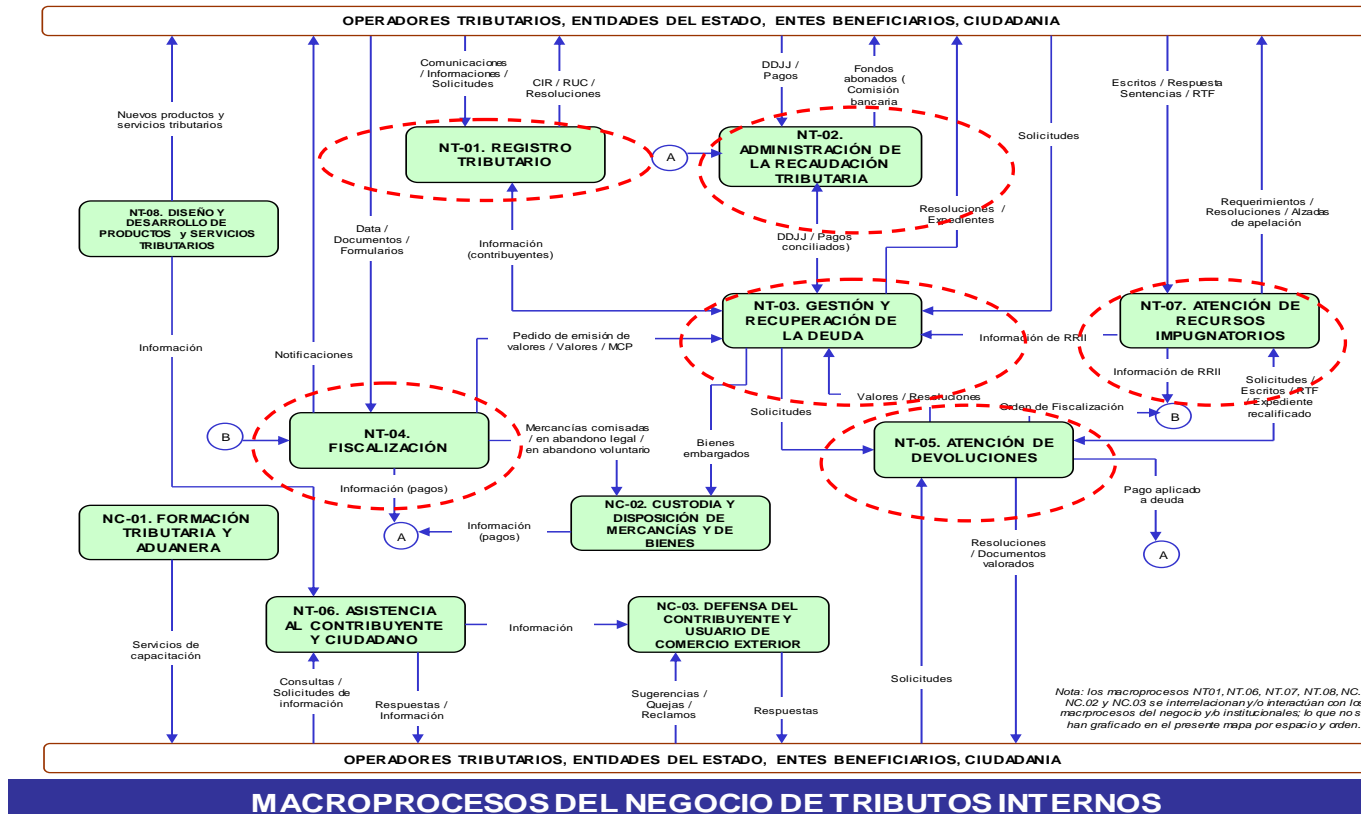 OPERADORES TRIBUTARIOS, ENTIDADES DEL ESTADO, ENTES BENEFICIARIOS, CIUDADANIA
Comunicaciones
/ Informaciones /
Solicitudes
CIR / RUC /
Resoluciones
DDJJ /
Pagos
Fondos
abonados (
Comisión
bancaria
Escritos / Respuesta
Sentencias / RTF
Nuevos productos y
servicios tributarios
Solicitudes
NT-01. REGISTRO
TRIBUTARIO
A
NT-02.
ADMINISTRACIÓN DE
LA RECAUDACIÓN
TRIBUTARIA
NT-08. DISEÑO Y
DESARROLLO DE
PRODUCTOS y SERVICIOS
TRIBUTARIOS
Data /
Documentos /
Formularios
Información
(contribuyentes)
DDJJ / Pagos
conciliados)
Resoluciones /
Expedientes
Requerimientos /
Resoluciones / Alzadas
de apelación
NT-03. GESTIÓN Y
RECUPERACIÓN DE
LA DEUDA
NT-07. ATENCIÓN DE
RECURSOS
IMPUGNATORIOS
Información
Notificaciones
Pedido de emisión de
valores / Valores / MCP
Información de RRII
Información de RRII
Solicitudes /
Escritos / RTF
/ Expediente
recalificado
Solicitudes
Valores / Resoluciones
Orden de Fiscalización
B
B
NT-04.
FISCALIZACIÓN
Mercancías comisadas
/ en abandono legal /
en abandono voluntario
Bienes
embargados
NT-05. ATENCIÓN DE
DEVOLUCIONES
Información (pagos)
Pago aplicado
a deuda
NC-01. FORMACIÓN
TRIBUTARIA Y
ADUANERA
A
Información
(pagos)
NC-02. CUSTODIA Y
DISPOSICIÓN DE
MERCANCÍAS Y DE
BIENES
Resoluciones
/ Documentos
valorados
A
NT-06. ASISTENCIA
AL CONTRIBUYENTE
Y CIUDADANO
Información
NC-03. DEFENSA DEL
CONTRIBUYENTE Y
USUARIO DE
COMERCIO EXTERIOR
Servicios de
capacitación
Consultas /
Solicitudes de
información
Respuestas /
Información
Sugerencias /
Quejas /
Reclamos
Respuestas
Solicitudes
Nota: los macroprocesos NT01, NT.06, NT.07, NT.08, NC.
NC.02 y NC.03 se interrelacionan y/o interactúan con los
macrprocesos del negocio y/o institucionales; lo que no s
han graficado en el presente mapa por espacio y orden.
OPERADORES TRIBUTARIOS, ENTIDADES DEL ESTADO, ENTES BENEFICIARIOS, CIUDADANIA
MACROPROCESOS DEL NEGOCIO DE TRIBUTOS INTERNOS